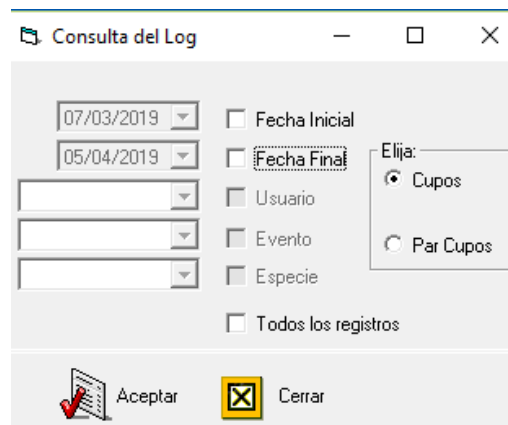 Consulta del Log
07/03/2019 Fecha Inicial
05/04/2019 Fecha Final
Elija:
Cupos
Usuario
Evento
Par Cupos
Especie
Todos los registros
Aceptar Cerrar